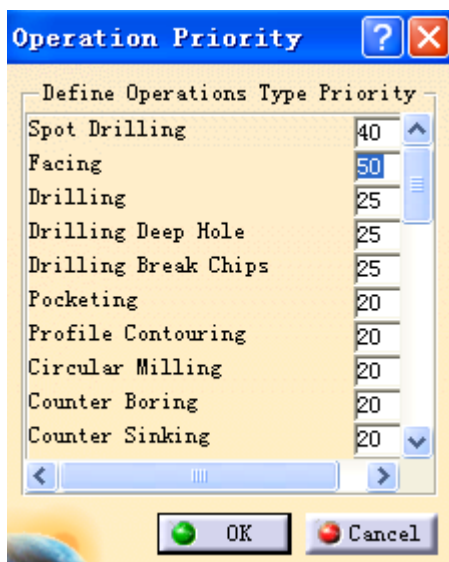 Operation Priority
Define Operations Type Priority
Spot Drilling 40
Facing 50
Drilling 25
Drilling Deep Hole 25
Drilling Break Chips 25
Pocketing 20
Profile Contouring 20
Circular Milling 20
Counter Boring 20
Counter Sinking 20
OK Cancel